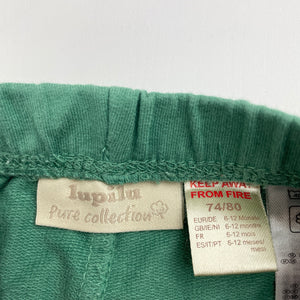 lupilu
Pure collection
KEEP AWAY
FROM FIRE
74/80
EUR/DE 6-12 Monate
GB/IE/NI 6-12 months
FR 6-12 mois
ES/IT/PT 6-12 meses/
mesi